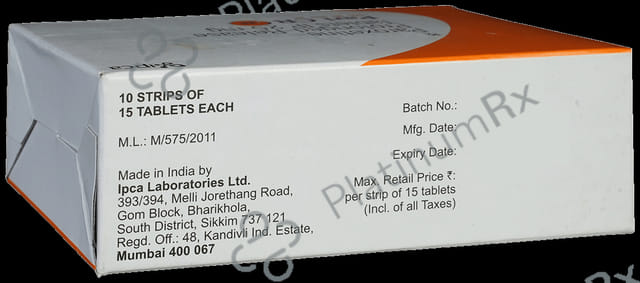 Ipca
10 STRIPS OF
15 TABLETS EACH
M.L.: M/575/2011
Made in India by
Ipca Laboratories Ltd.
393/394, Melli Jorethang Road,
Gom Block, Bharikhola,
South District, Sikkim 737 121
Regd. Off.: 48, Kandivli Ind. Estate,
Mumbai 400 067
Batch No.:
Mfg. Date:
Expiry Date:
Max. Retail Price ₹:
per strip of 15 tablets
(Incl. of all Taxes)
PlatinumRx